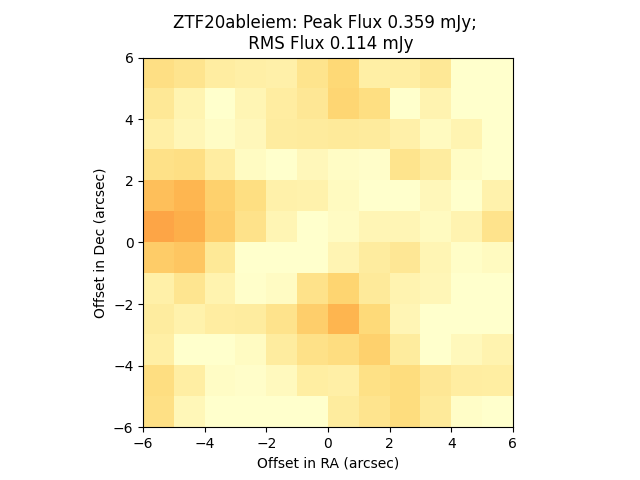 ZTF20ableiem: Peak Flux 0.359 mJy;
RMS Flux 0.114 mJy
6
4
2
0
−2
−4
−6
Offset in Dec (arcsec)
−6 −4 −2 0 2 4 6
Offset in RA (arcsec)